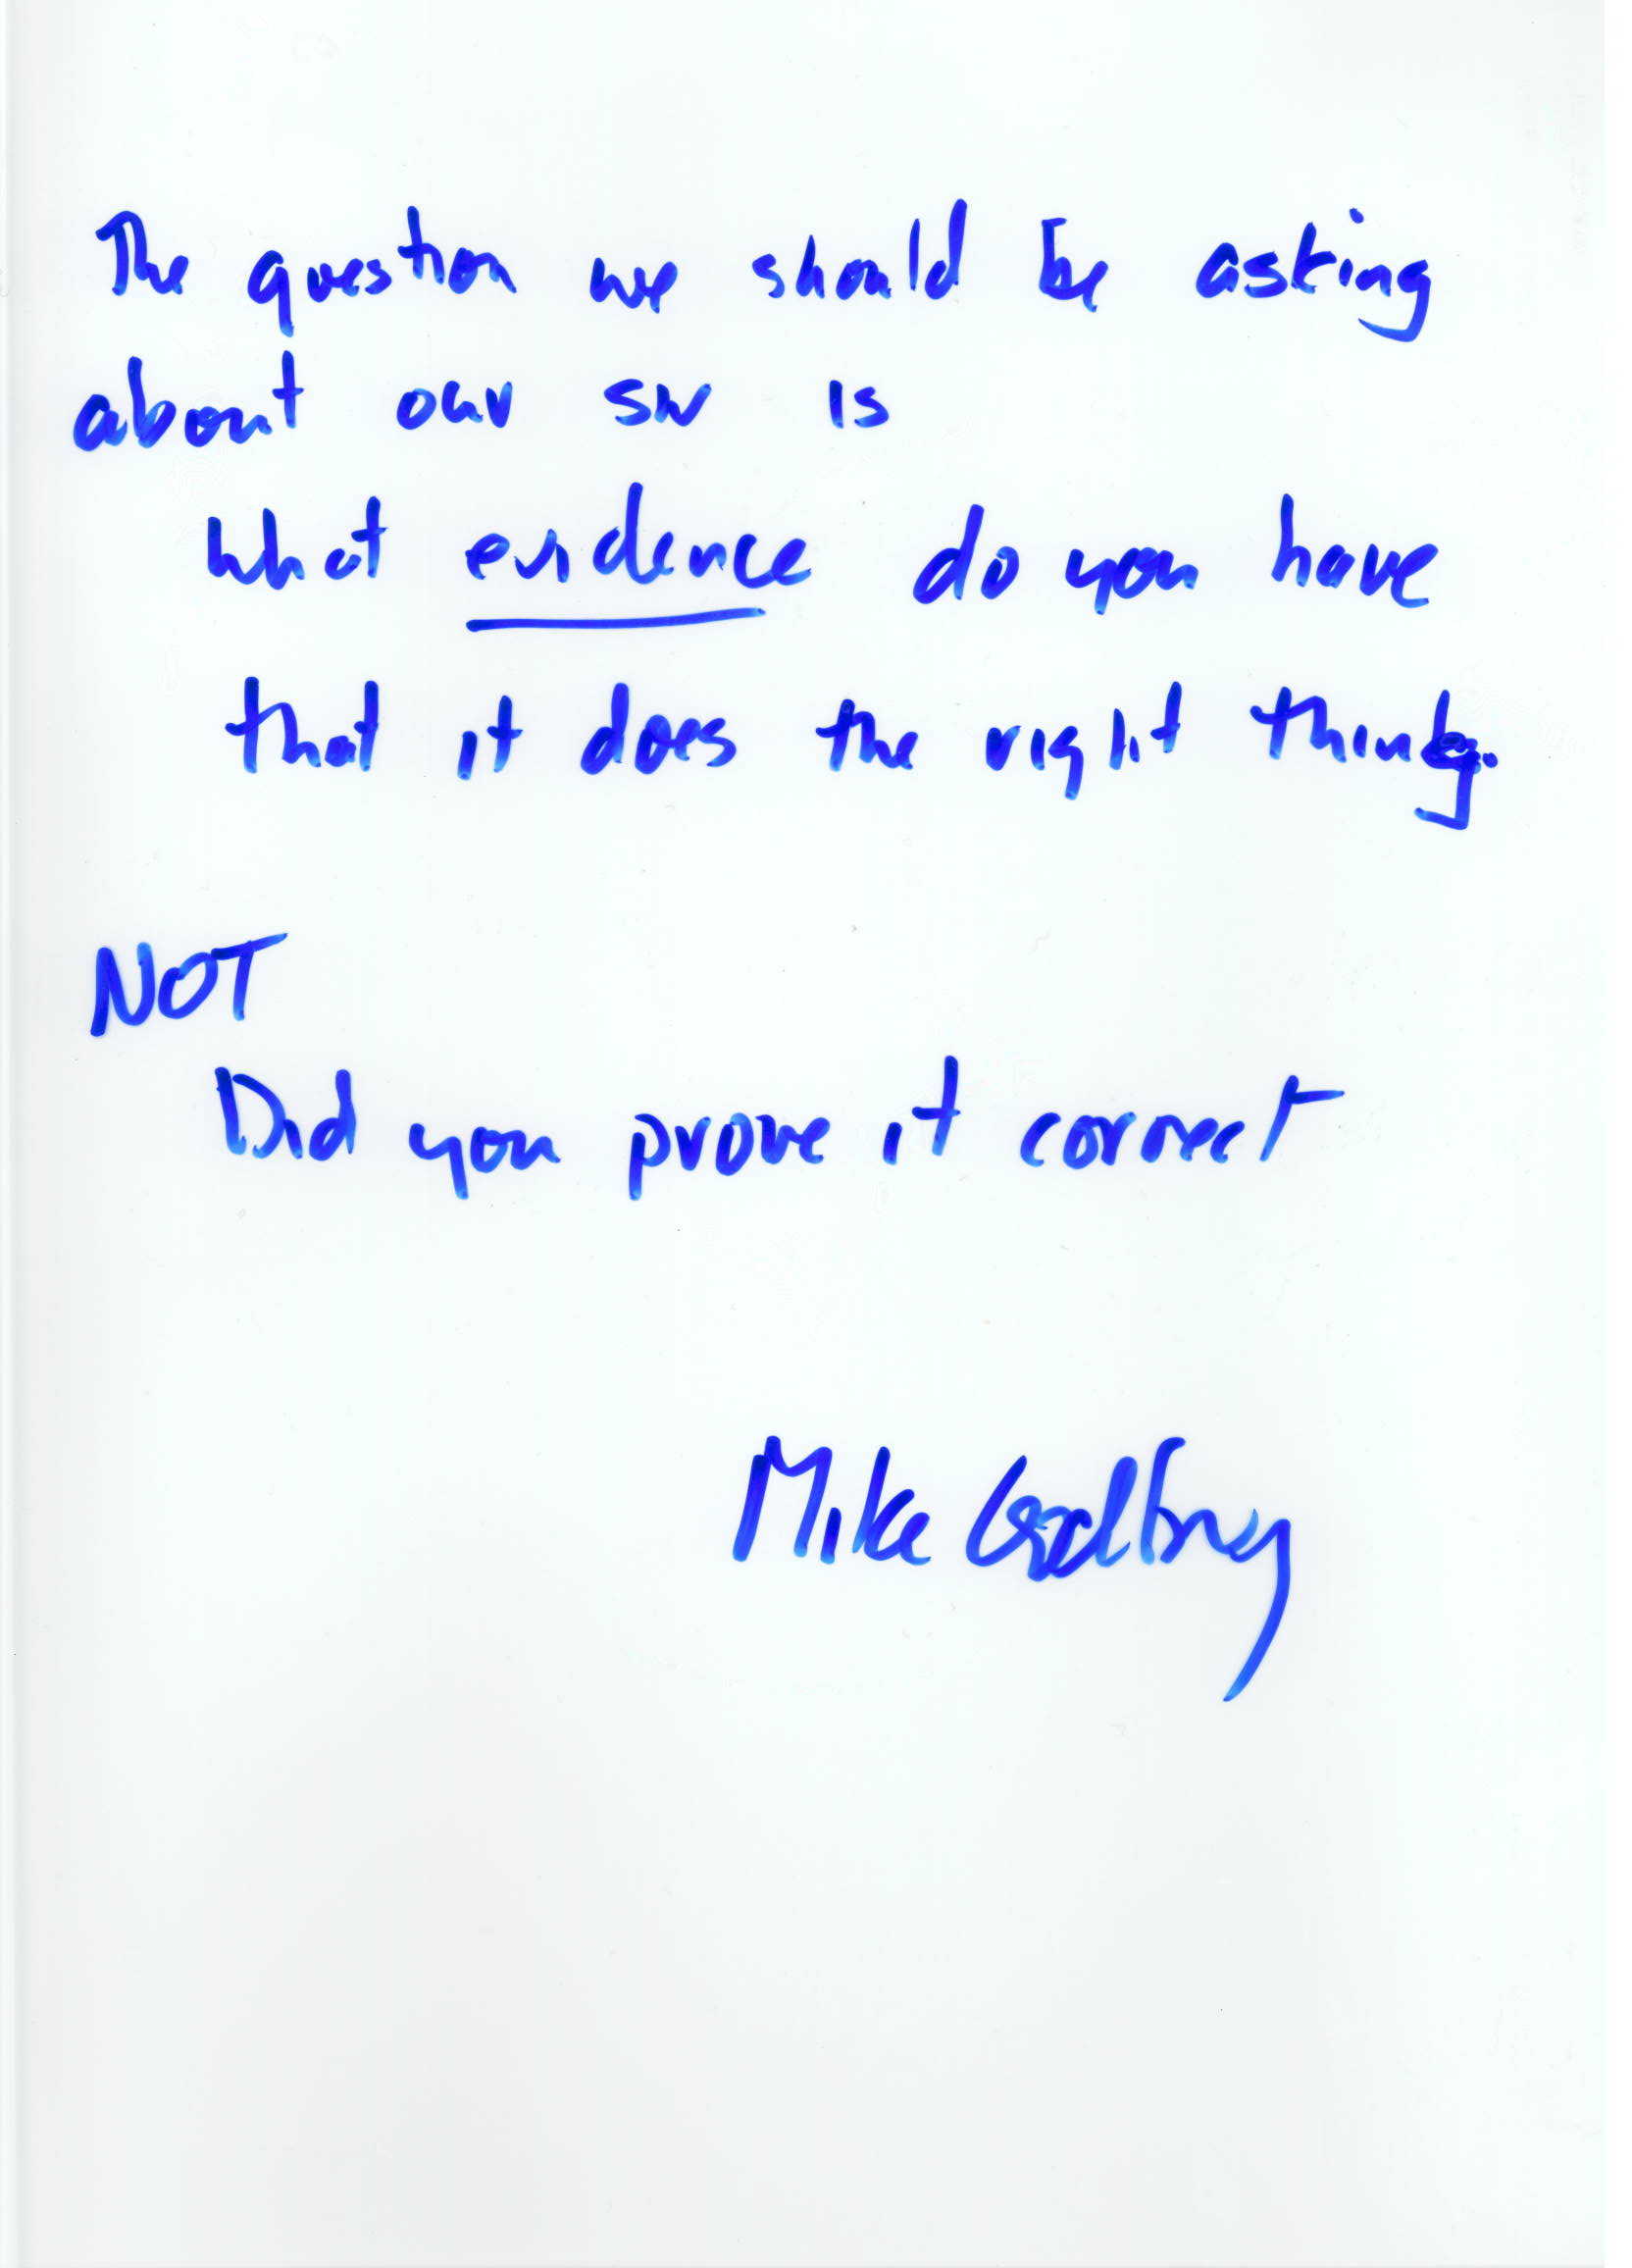 The question we should be asking
about our sw is
What evidence do you have
that it does the right thing.
NOT
Did you prove it correct
Mike Godfrey